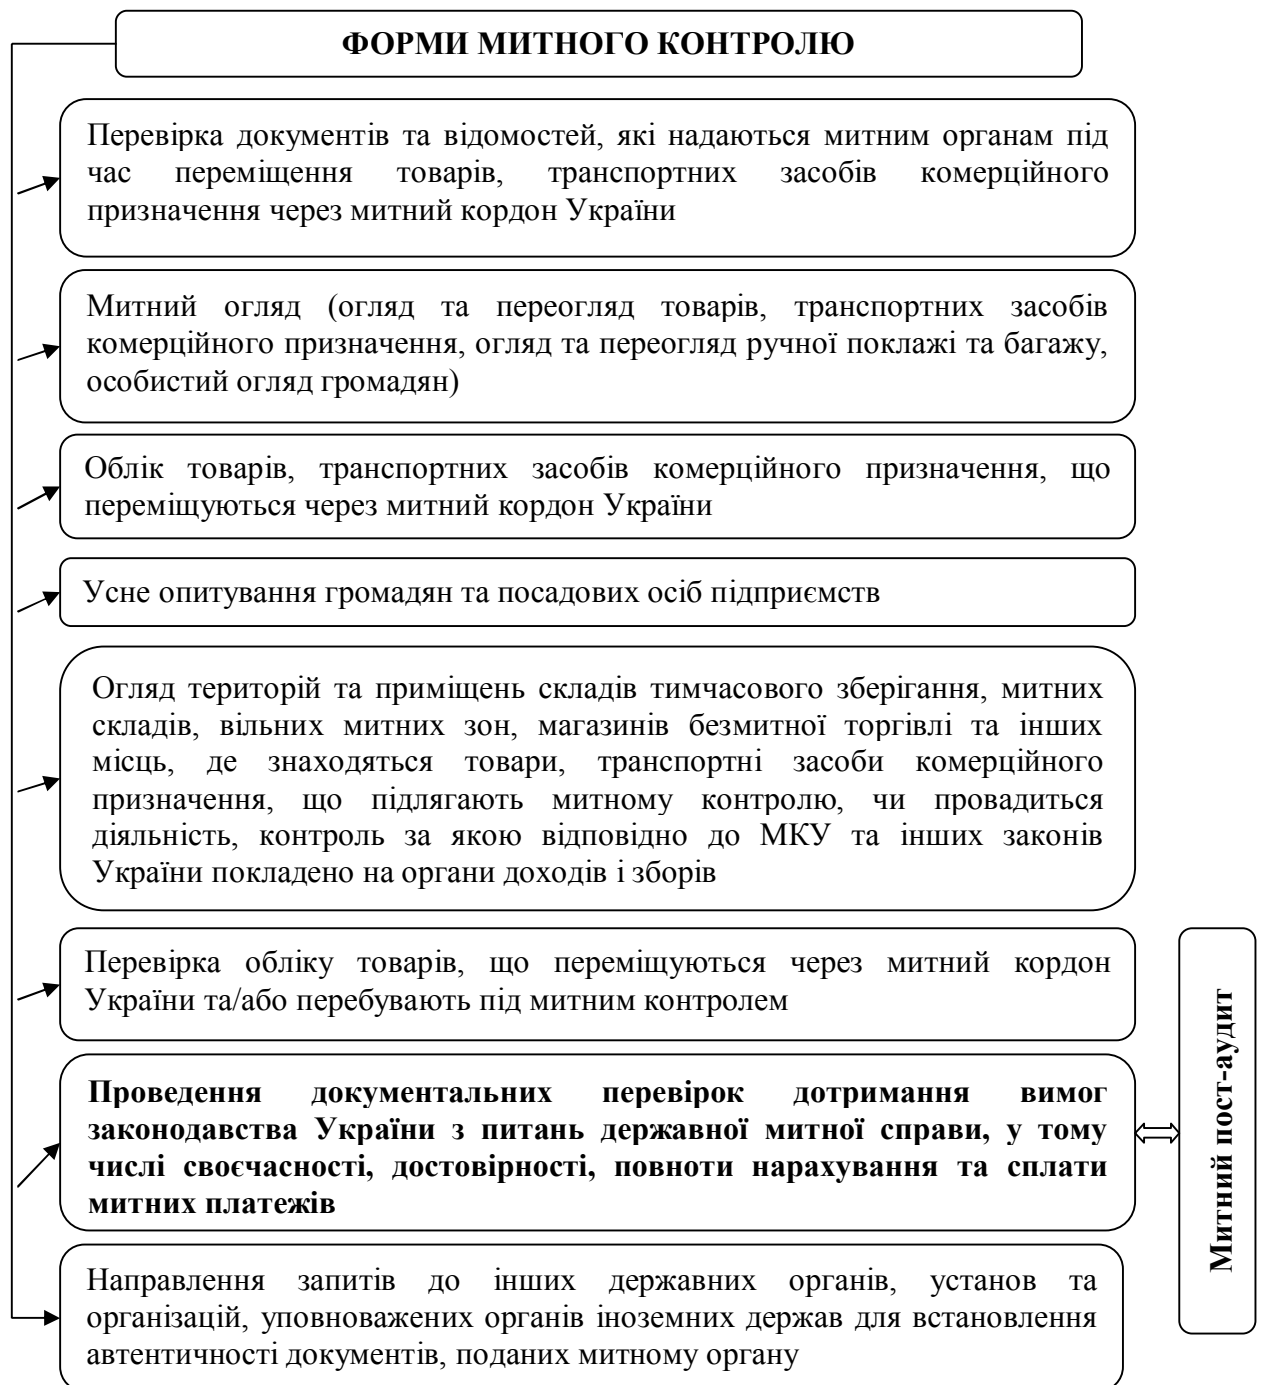 ФОРМИ МИТНОГО КОНТРОЛЮ
Перевірка документів та відомостей, які надаються митним органам під
час переміщення товарів, транспортних засобів комерційного
призначення через митний кордон України
Митний огляд (огляд та переогляд товарів, транспортних засобів
комерційного призначення, огляд та переогляд ручної поклажі та багажу,
особистий огляд громадян)
Облік товарів, транспортних засобів комерційного призначення, що
переміщуються через митний кордон України
Усне опитування громадян та посадових осіб підприємств
Огляд територій та приміщень складів тимчасового зберігання, митних
складів, вільних митних зон, магазинів безмитної торгівлі та інших
місць, де знаходяться товари, транспортні засоби комерційного
призначення, що підлягають митному контролю, чи провадиться
діяльність, контроль за якою відповідно до МКУ та інших законів
України покладено на органи доходів і зборів
Перевірка обліку товарів, що переміщуються через митний кордон
України та/або перебувають під митним контролем
Проведення документальних перевірок дотримання вимог
законодавства України з питань державної митної справи, у тому
числі своєчасності, достовірності, повноти нарахування та сплати
митних платежів
Митний пост-аудит
Направлення запитів до інших державних органів, установ та
організацій, уповноважених органів іноземних держав для встановлення
автентичності документів, поданих митному органу